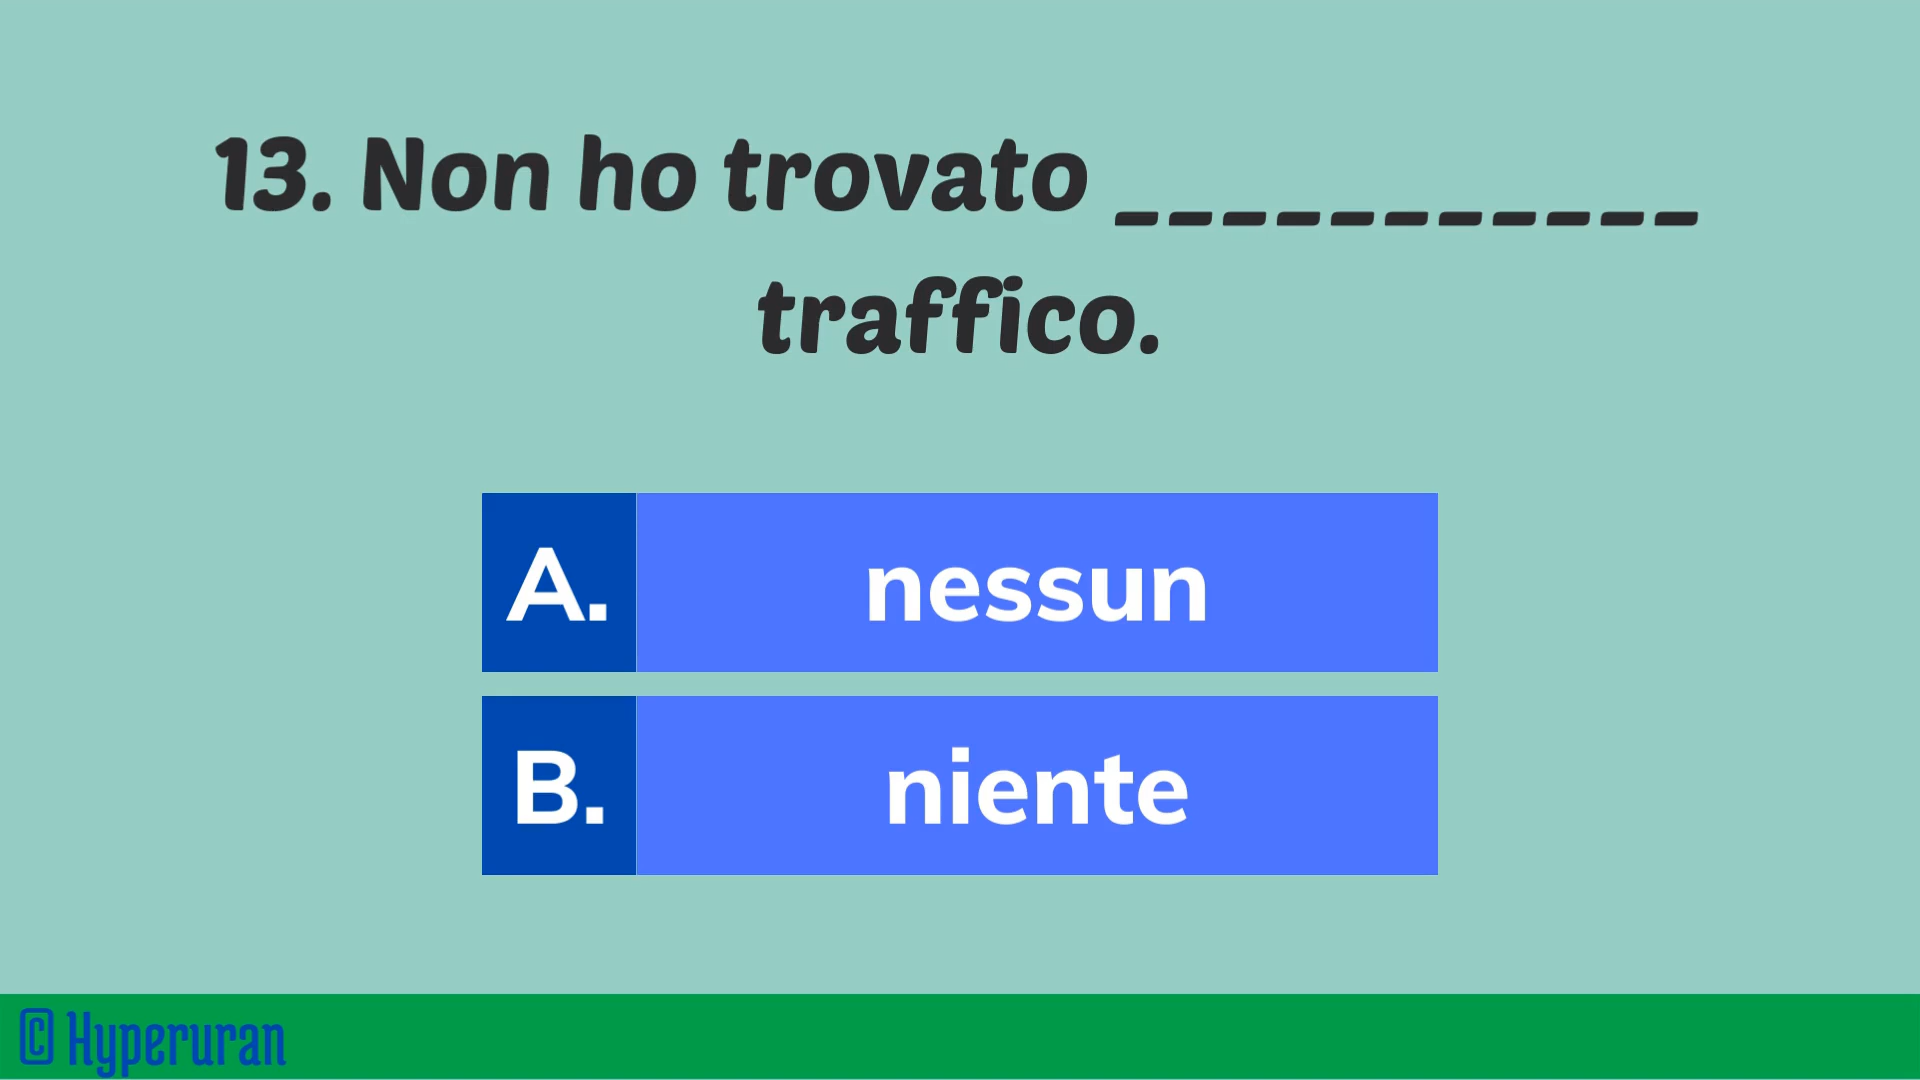 13. Non ho trovato ___________
traffico.
A. nessun
B. niente
© Hyperuran